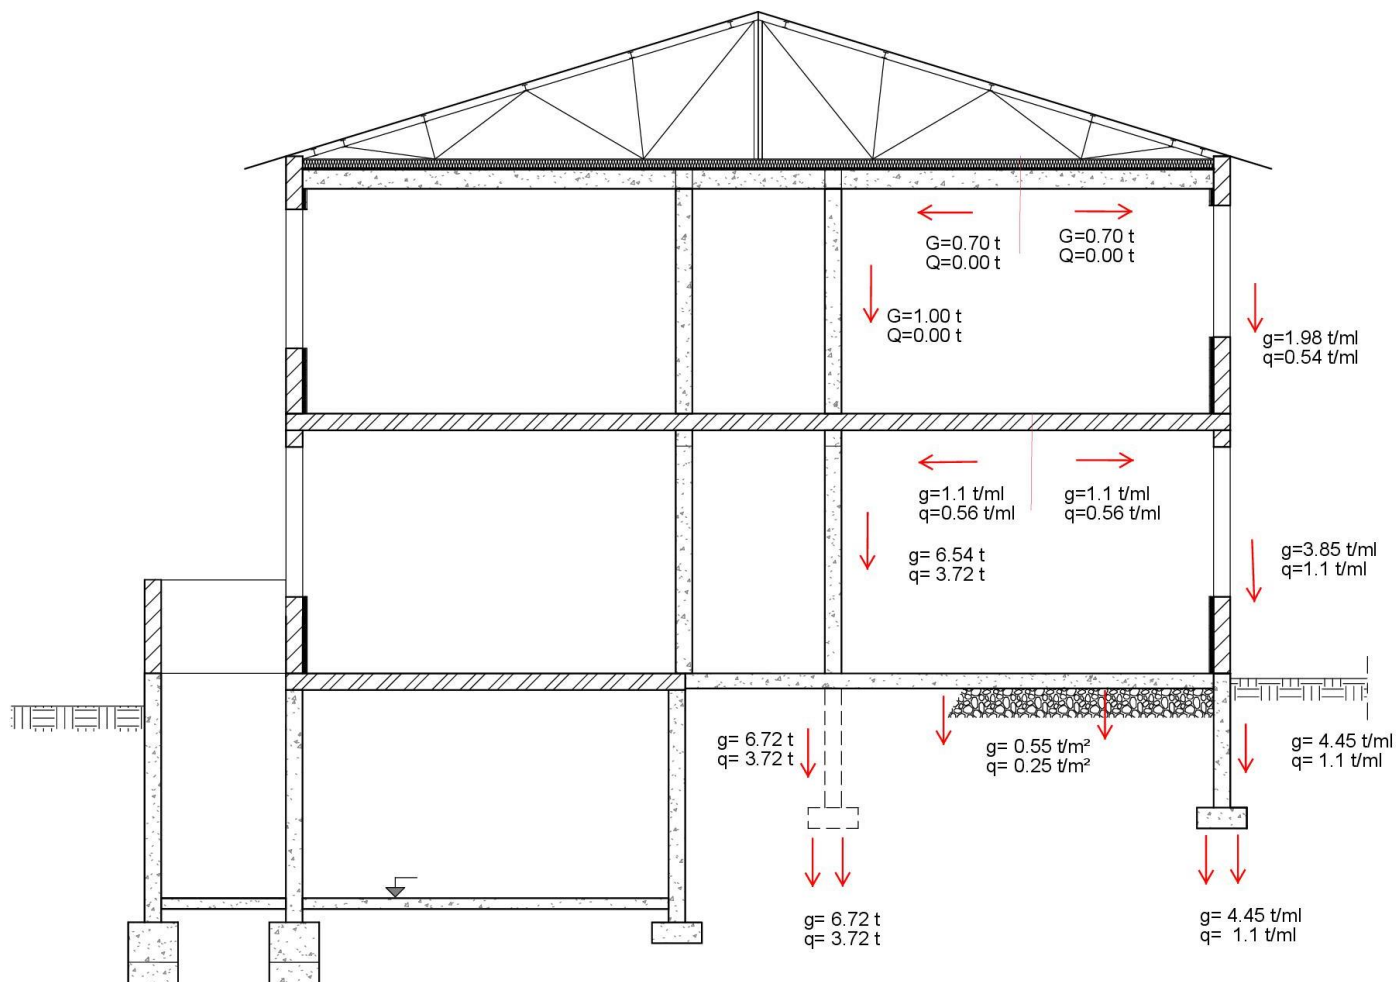 G=0.70 t
Q=0.00 t
G=0.70 t
Q=0.00 t
G=1.00 t
Q=0.00 t
g=1.98 t/ml
q=0.54 t/ml
g=1.1 t/ml
q=0.56 t/ml
g=1.1 t/ml
q=0.56 t/ml
g= 6.54 t
q= 3.72 t
g=3.85 t/ml
q=1.1 t/ml
g= 6.72 t
q= 3.72 t
g= 0.55 t/m²
q= 0.25 t/m²
g= 4.45 t/ml
q= 1.1 t/ml
g= 6.72 t
q= 3.72 t
g= 4.45 t/ml
q= 1.1 t/ml